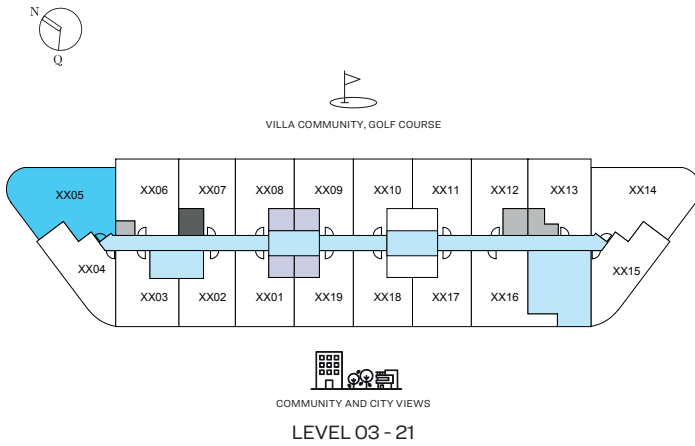 N
Q
VILLA COMMUNITY, GOLF COURSE
XX05 XX06 XX07 XX08 XX09 XX10 XX11 XX12 XX13 XX14
XX04 XX03 XX02 XX01 XX19 XX18 XX17 XX16 XX15
COMMUNITY AND CITY VIEWS
LEVEL 03 - 21